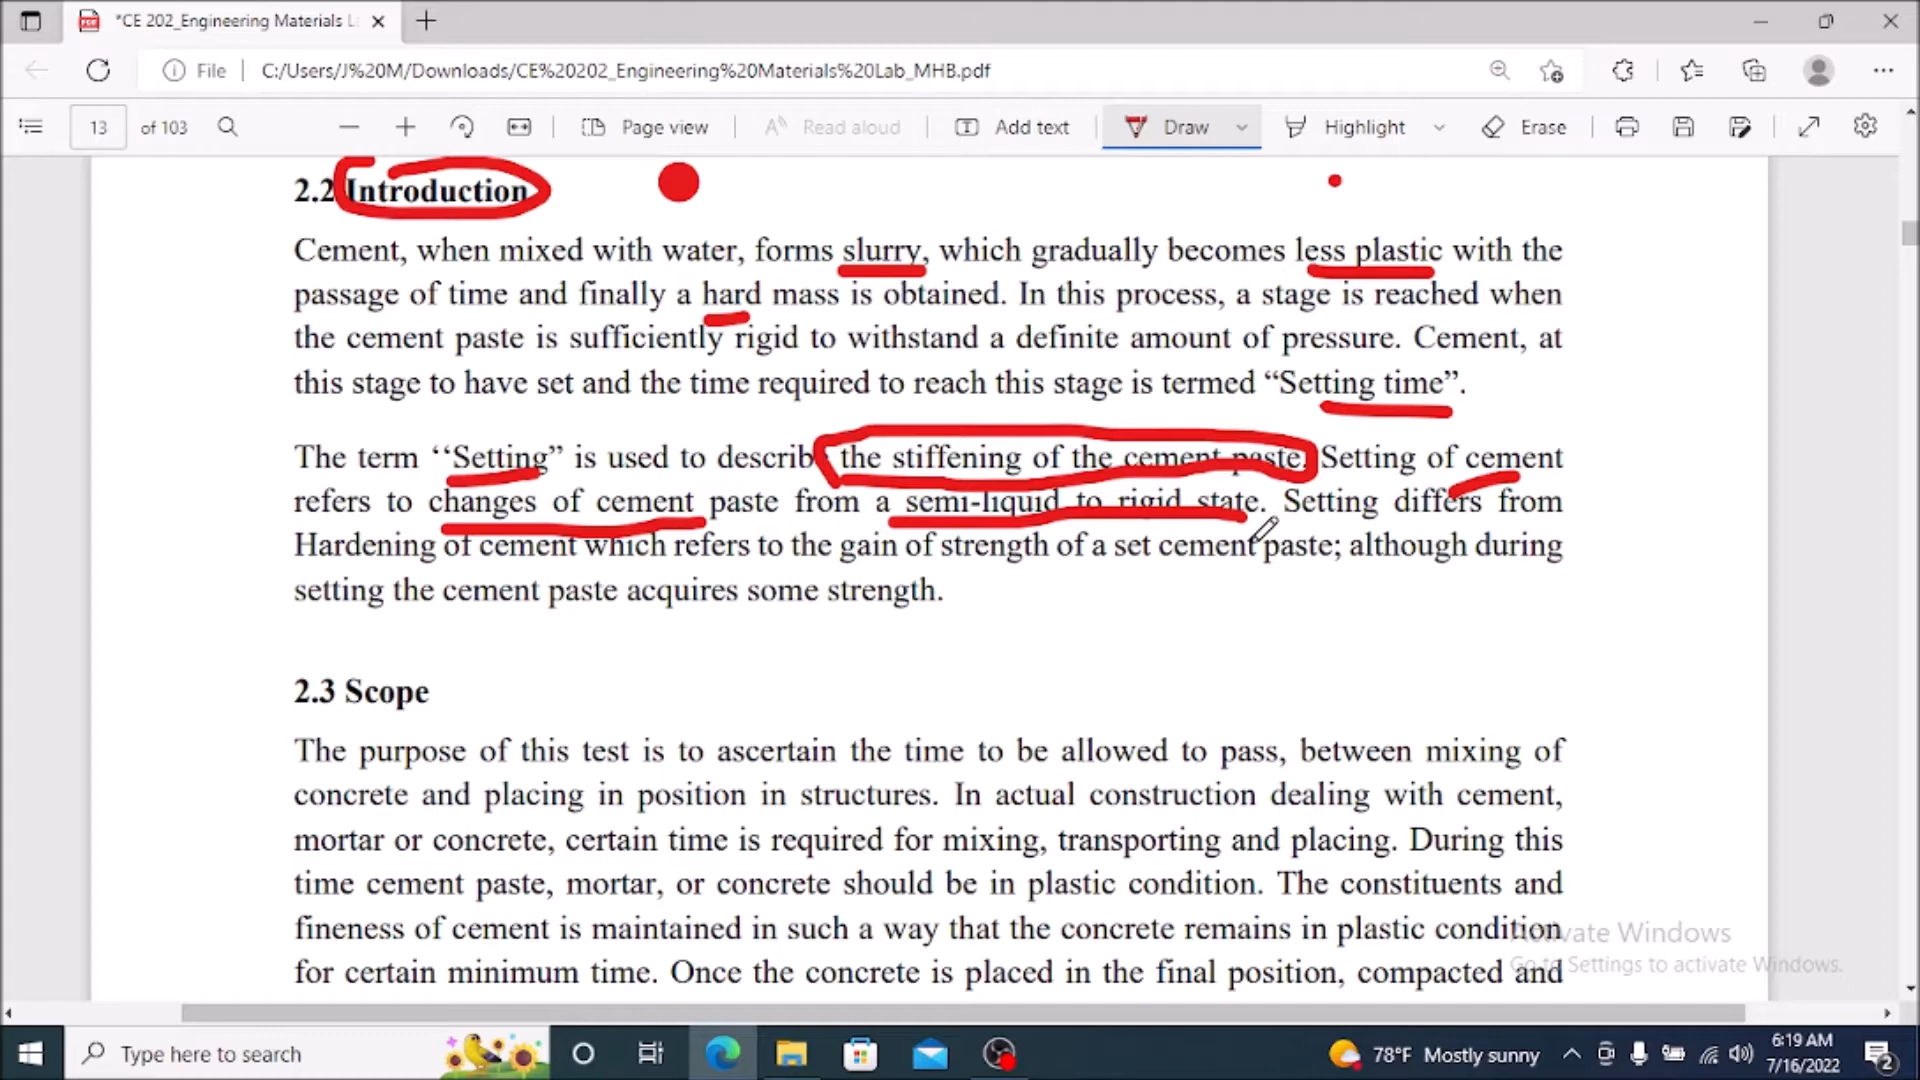 *CE 202_Engineering Materials L
File
C:/Users/J%20M/Downloads/CE%20202_Engineering%20Materials%20Lab_MHB.pdf
13 of 103
Page view
Read aloud
Add text
Draw
Highlight
Erase
2.2 Introduction
Cement, when mixed with water, forms slurry, which gradually becomes less plastic with the
passage of time and finally a hard mass is obtained. In this process, a stage is reached when
the cement paste is sufficiently rigid to withstand a definite amount of pressure. Cement, at
this stage to have set and the time required to reach this stage is termed “Setting time”.
The term ‘‘Setting” is used to describe the stiffening of the cement paste. Setting of cement
refers to changes of cement paste from a semi-liquid to rigid state. Setting differs from
Hardening of cement which refers to the gain of strength of a set cement paste; although during
setting the cement paste acquires some strength.
2.3 Scope
The purpose of this test is to ascertain the time to be allowed to pass, between mixing of
concrete and placing in position in structures. In actual construction dealing with cement,
mortar or concrete, certain time is required for mixing, transporting and placing. During this
time cement paste, mortar, or concrete should be in plastic condition. The constituents and
fineness of cement is maintained in such a way that the concrete remains in plastic condition
for certain minimum time. Once the concrete is placed in the final position, compacted and
Activate Windows
Go to Settings to activate Windows.
Type here to search
78°F Mostly sunny
6:19 AM
7/16/2022
2